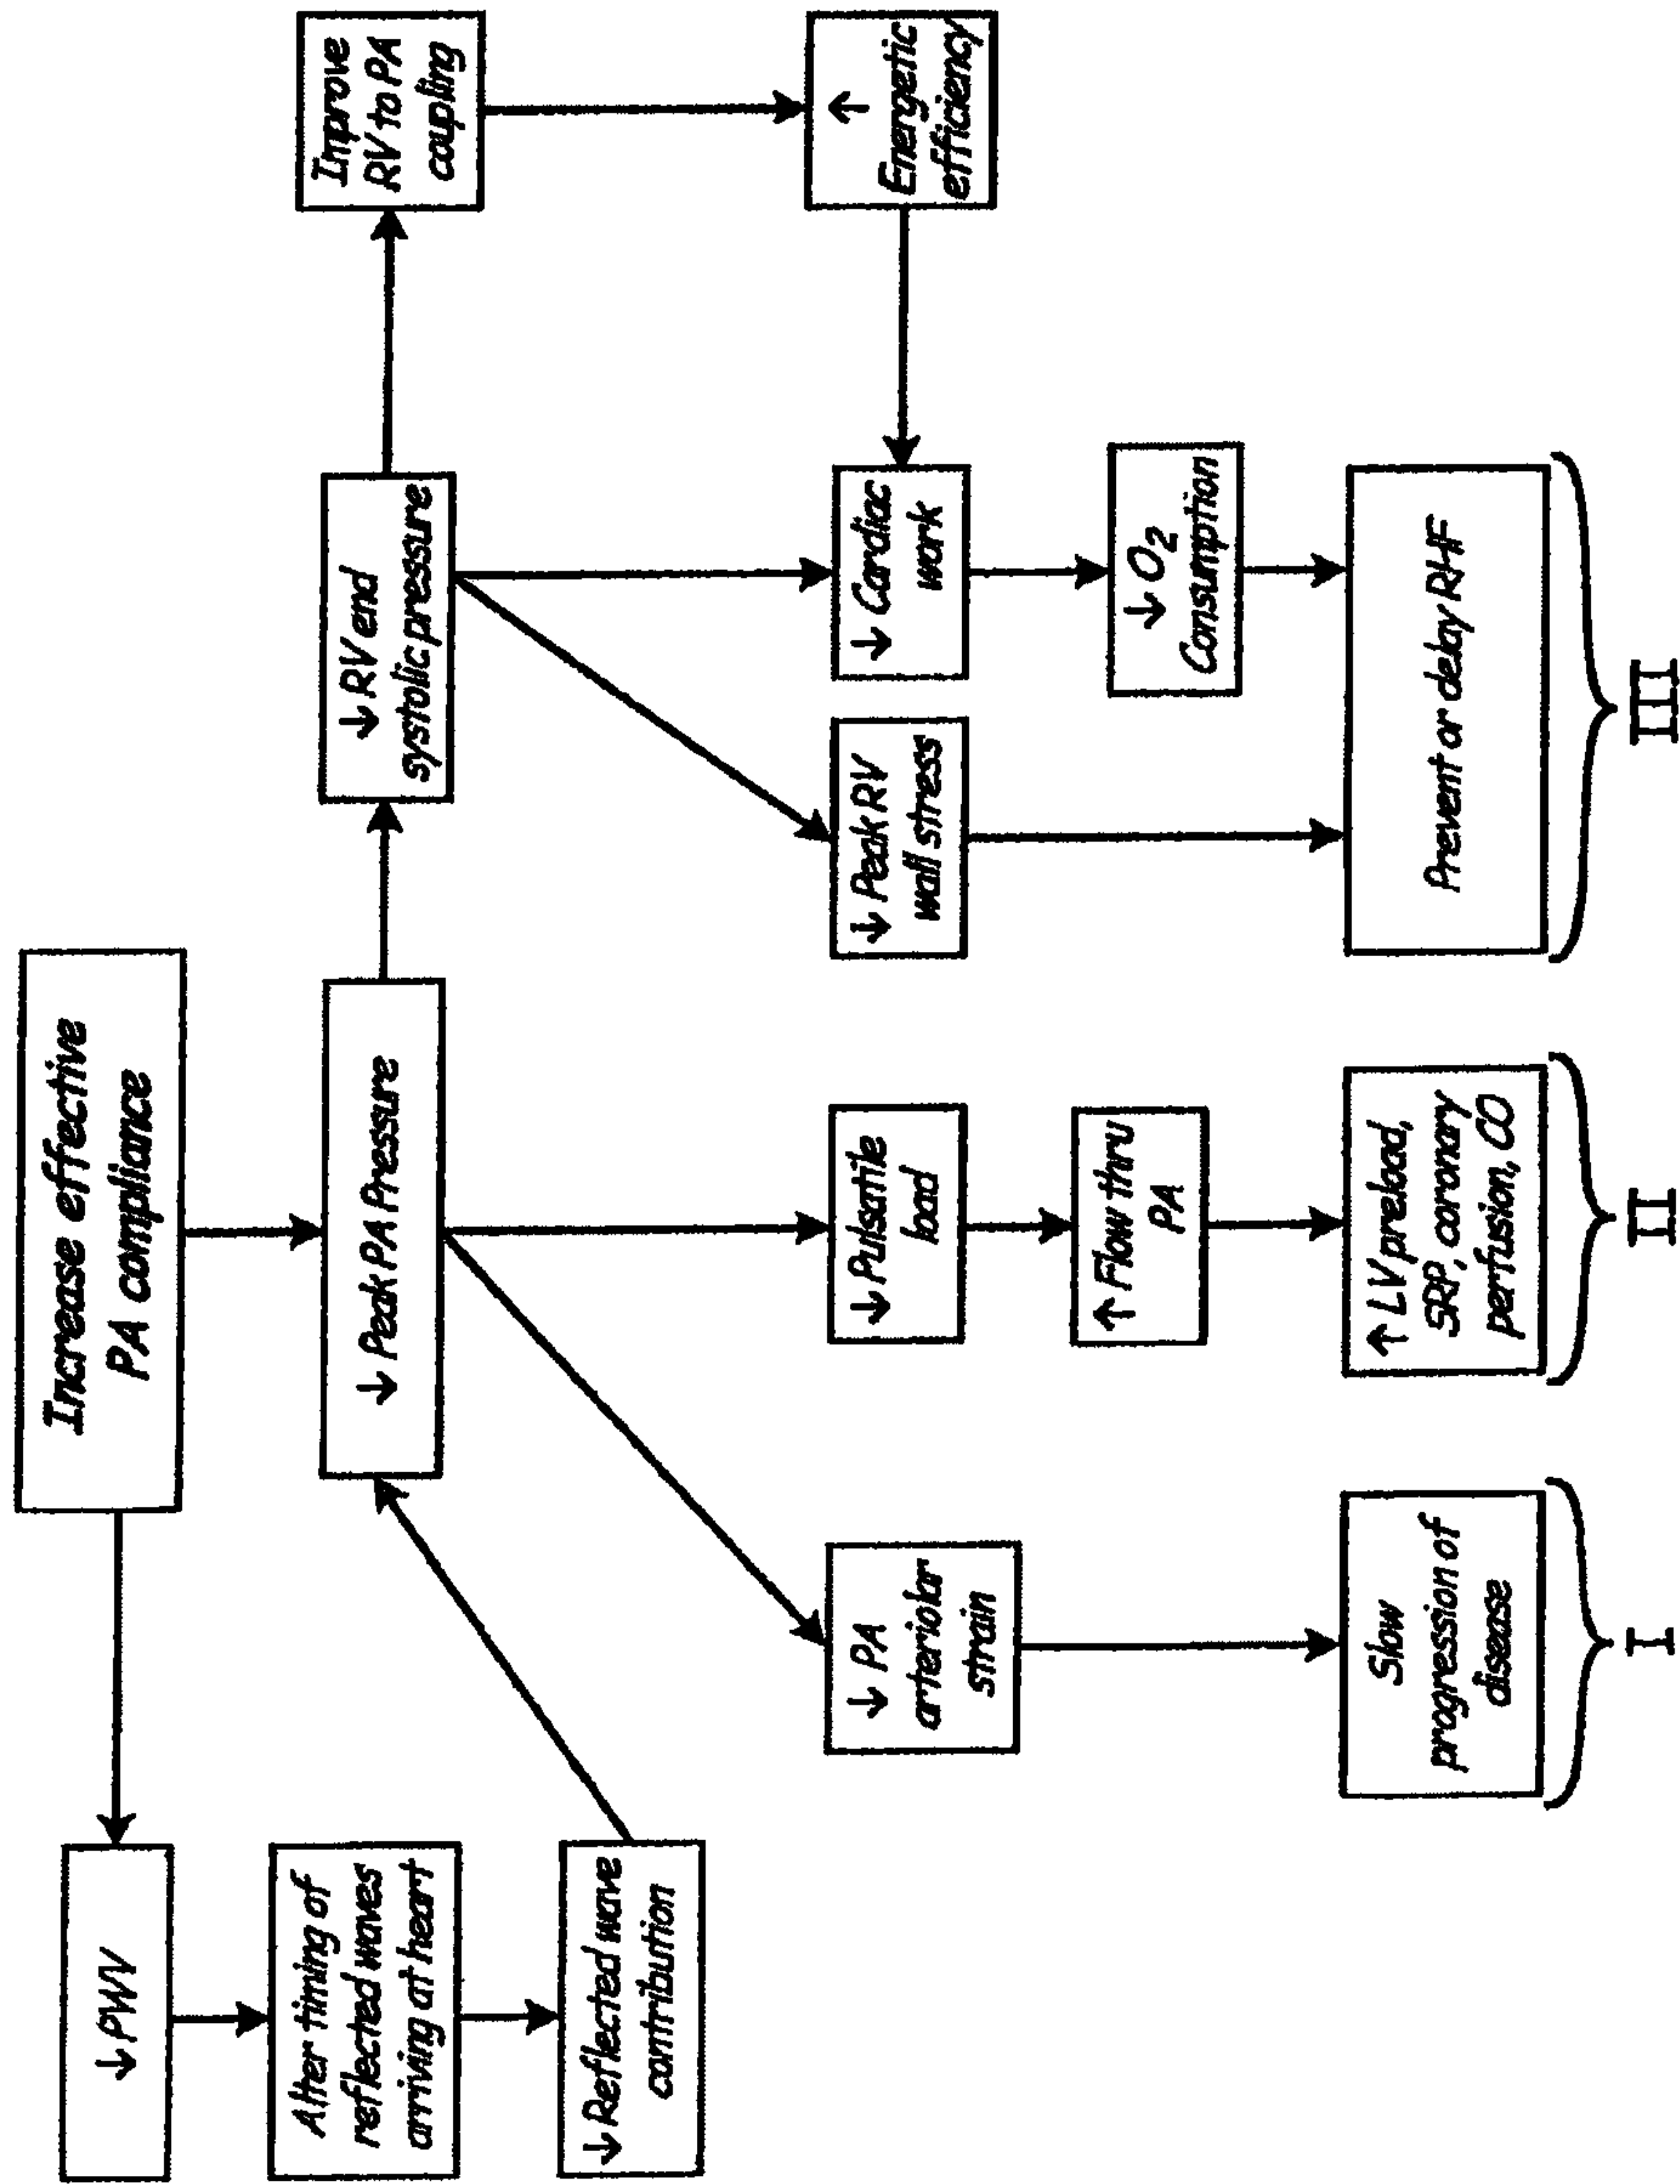 Increase effective
PA compliance
↓ PWV
Alter timing of
reflected waves
arriving at heart
↓ Reflected wave
contribution
↓ Peak PA Pressure
↓ RV end
systolic pressure
Improve
RV to PA
coupling
↑
Energetic
efficiency
↓ PA
arteriolar
strain
↓ Pulsatile
load
↓ Peak RV
wall stress
↓ Cardiac
work
↑ Flow thru
PA
↓ O2
Consumption
Slow
progression of
disease
↑ LV preload,
SRP, coronary
perfusion, CO
Prevent or delay RHF
I
II
III